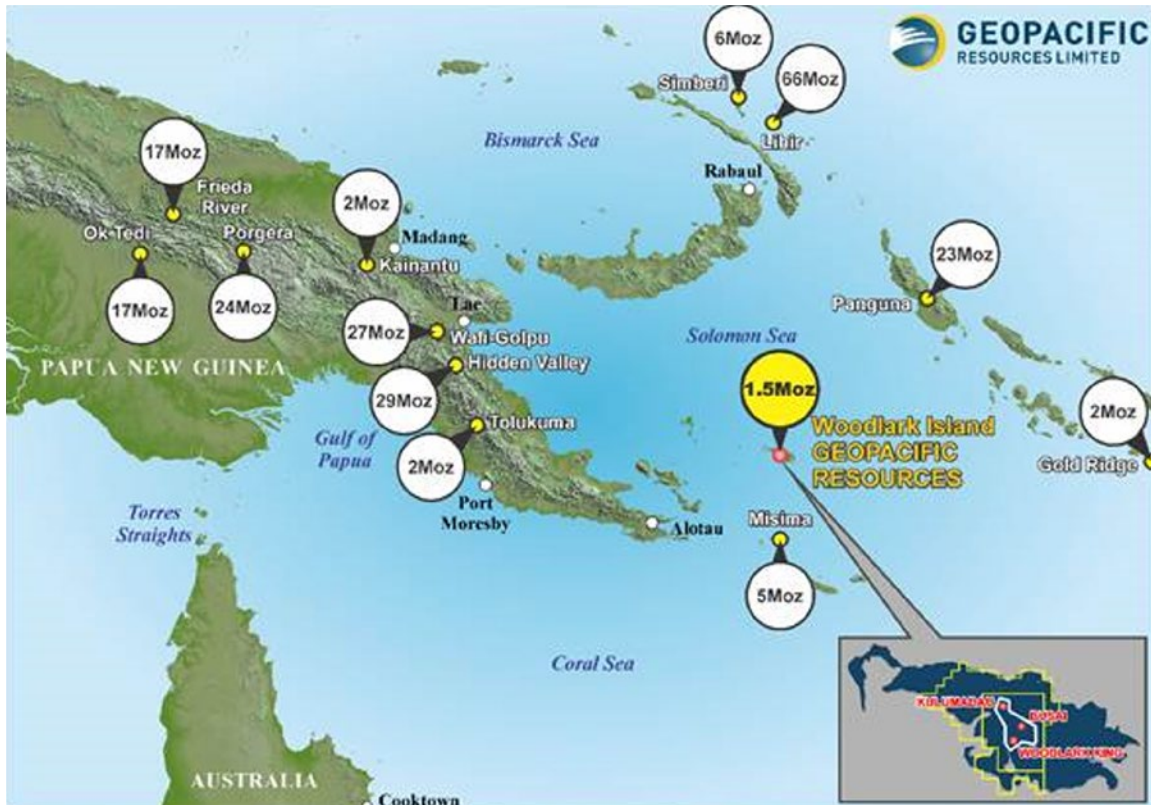 GEOPACIFIC
RESOURCES LIMITED
6Moz
Simberi
66Moz
Libir
Bismarck Sea
Rabaul
17Moz
Frieda
River
2Moz
Madang
Kainantu
Ok Tedi
Porgera
17Moz
24Moz
23Moz
Panguna
Lae
27Moz
Wafi-Golpu
Hidden Valley
PAPUA NEW GUINEA
29Moz
Solomon Sea
1.5Moz
Woodlark Island
GEOPACIFIC
RESOURCES
2Moz
Gold Ridge
Tolukuma
Gulf of
Papua
2Moz
Port
Moresby
Alotau
Torres
Straights
Misima
5Moz
Coral Sea
KULUMADAU
BUSAI
WOODLARK KING
AUSTRALIA
Cooktown